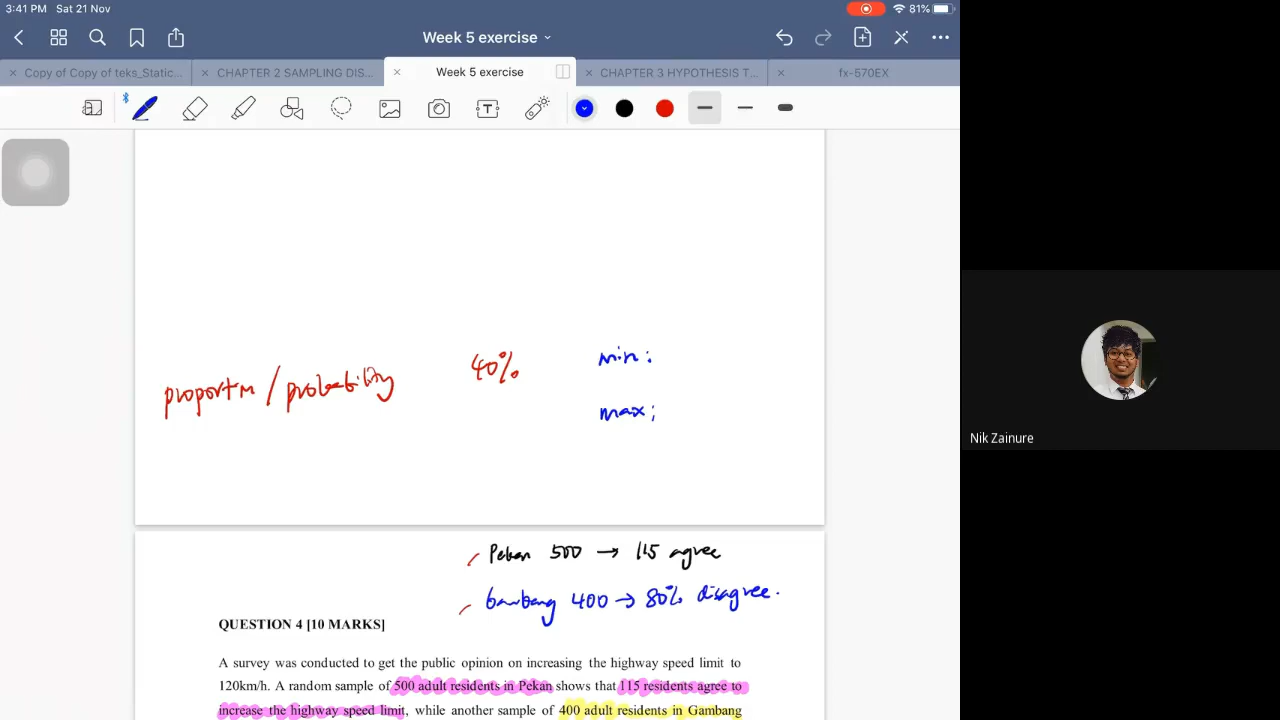 3:41 PM Sat 21 Nov
81%
Week 5 exercise
Copy of Copy of teks_Static...
CHAPTER 2 SAMPLING DIS...
Week 5 exercise
CHAPTER 3 HYPOTHESIS T...
fx-570EX
T
proportn / probability
40%
min :
max ;
Pekan 500 → 115 agree
Gambang 400 → 80% disagree.
QUESTION 4 [10 MARKS]
A survey was conducted to get the public opinion on increasing the highway speed limit to
120km/h. A random sample of 500 adult residents in Pekan shows that 115 residents agree to
increase the highway speed limit, while another sample of 400 adult residents in Gambang
Nik Zainure